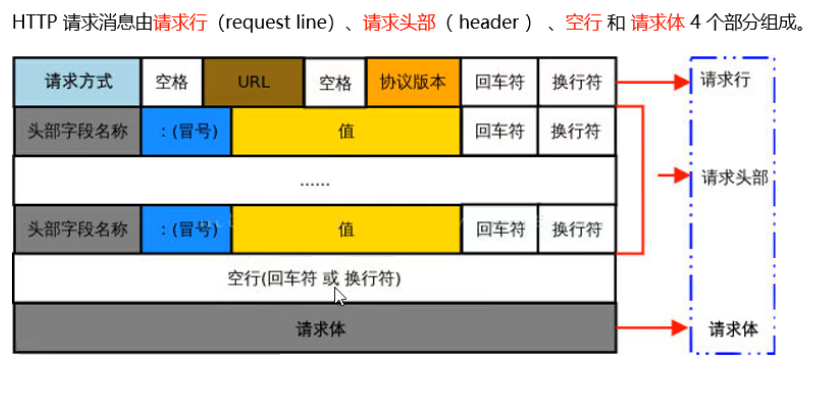 HTTP 请求消息由请求行（request line）、请求头部（ header ） 、空行 和 请求体 4 个部分组成。
请求方式 空格 URL 空格 协议版本 回车符 换行符 请求行
头部字段名称 ：(冒号) 值 回车符 换行符
...... 请求头部
头部字段名称 ：(冒号) 值 回车符 换行符
空行(回车符 或 换行符)
请求体 请求体